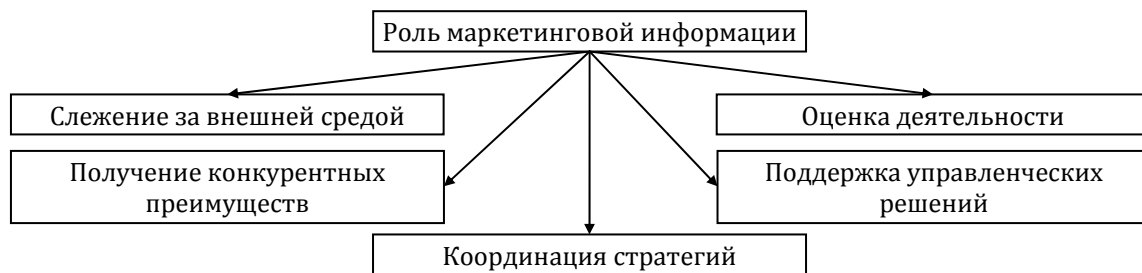 Роль маркетинговой информации
Слежение за внешней средой
Оценка деятельности
Получение конкурентных
преимуществ
Поддержка управленческих
решений
Координация стратегий